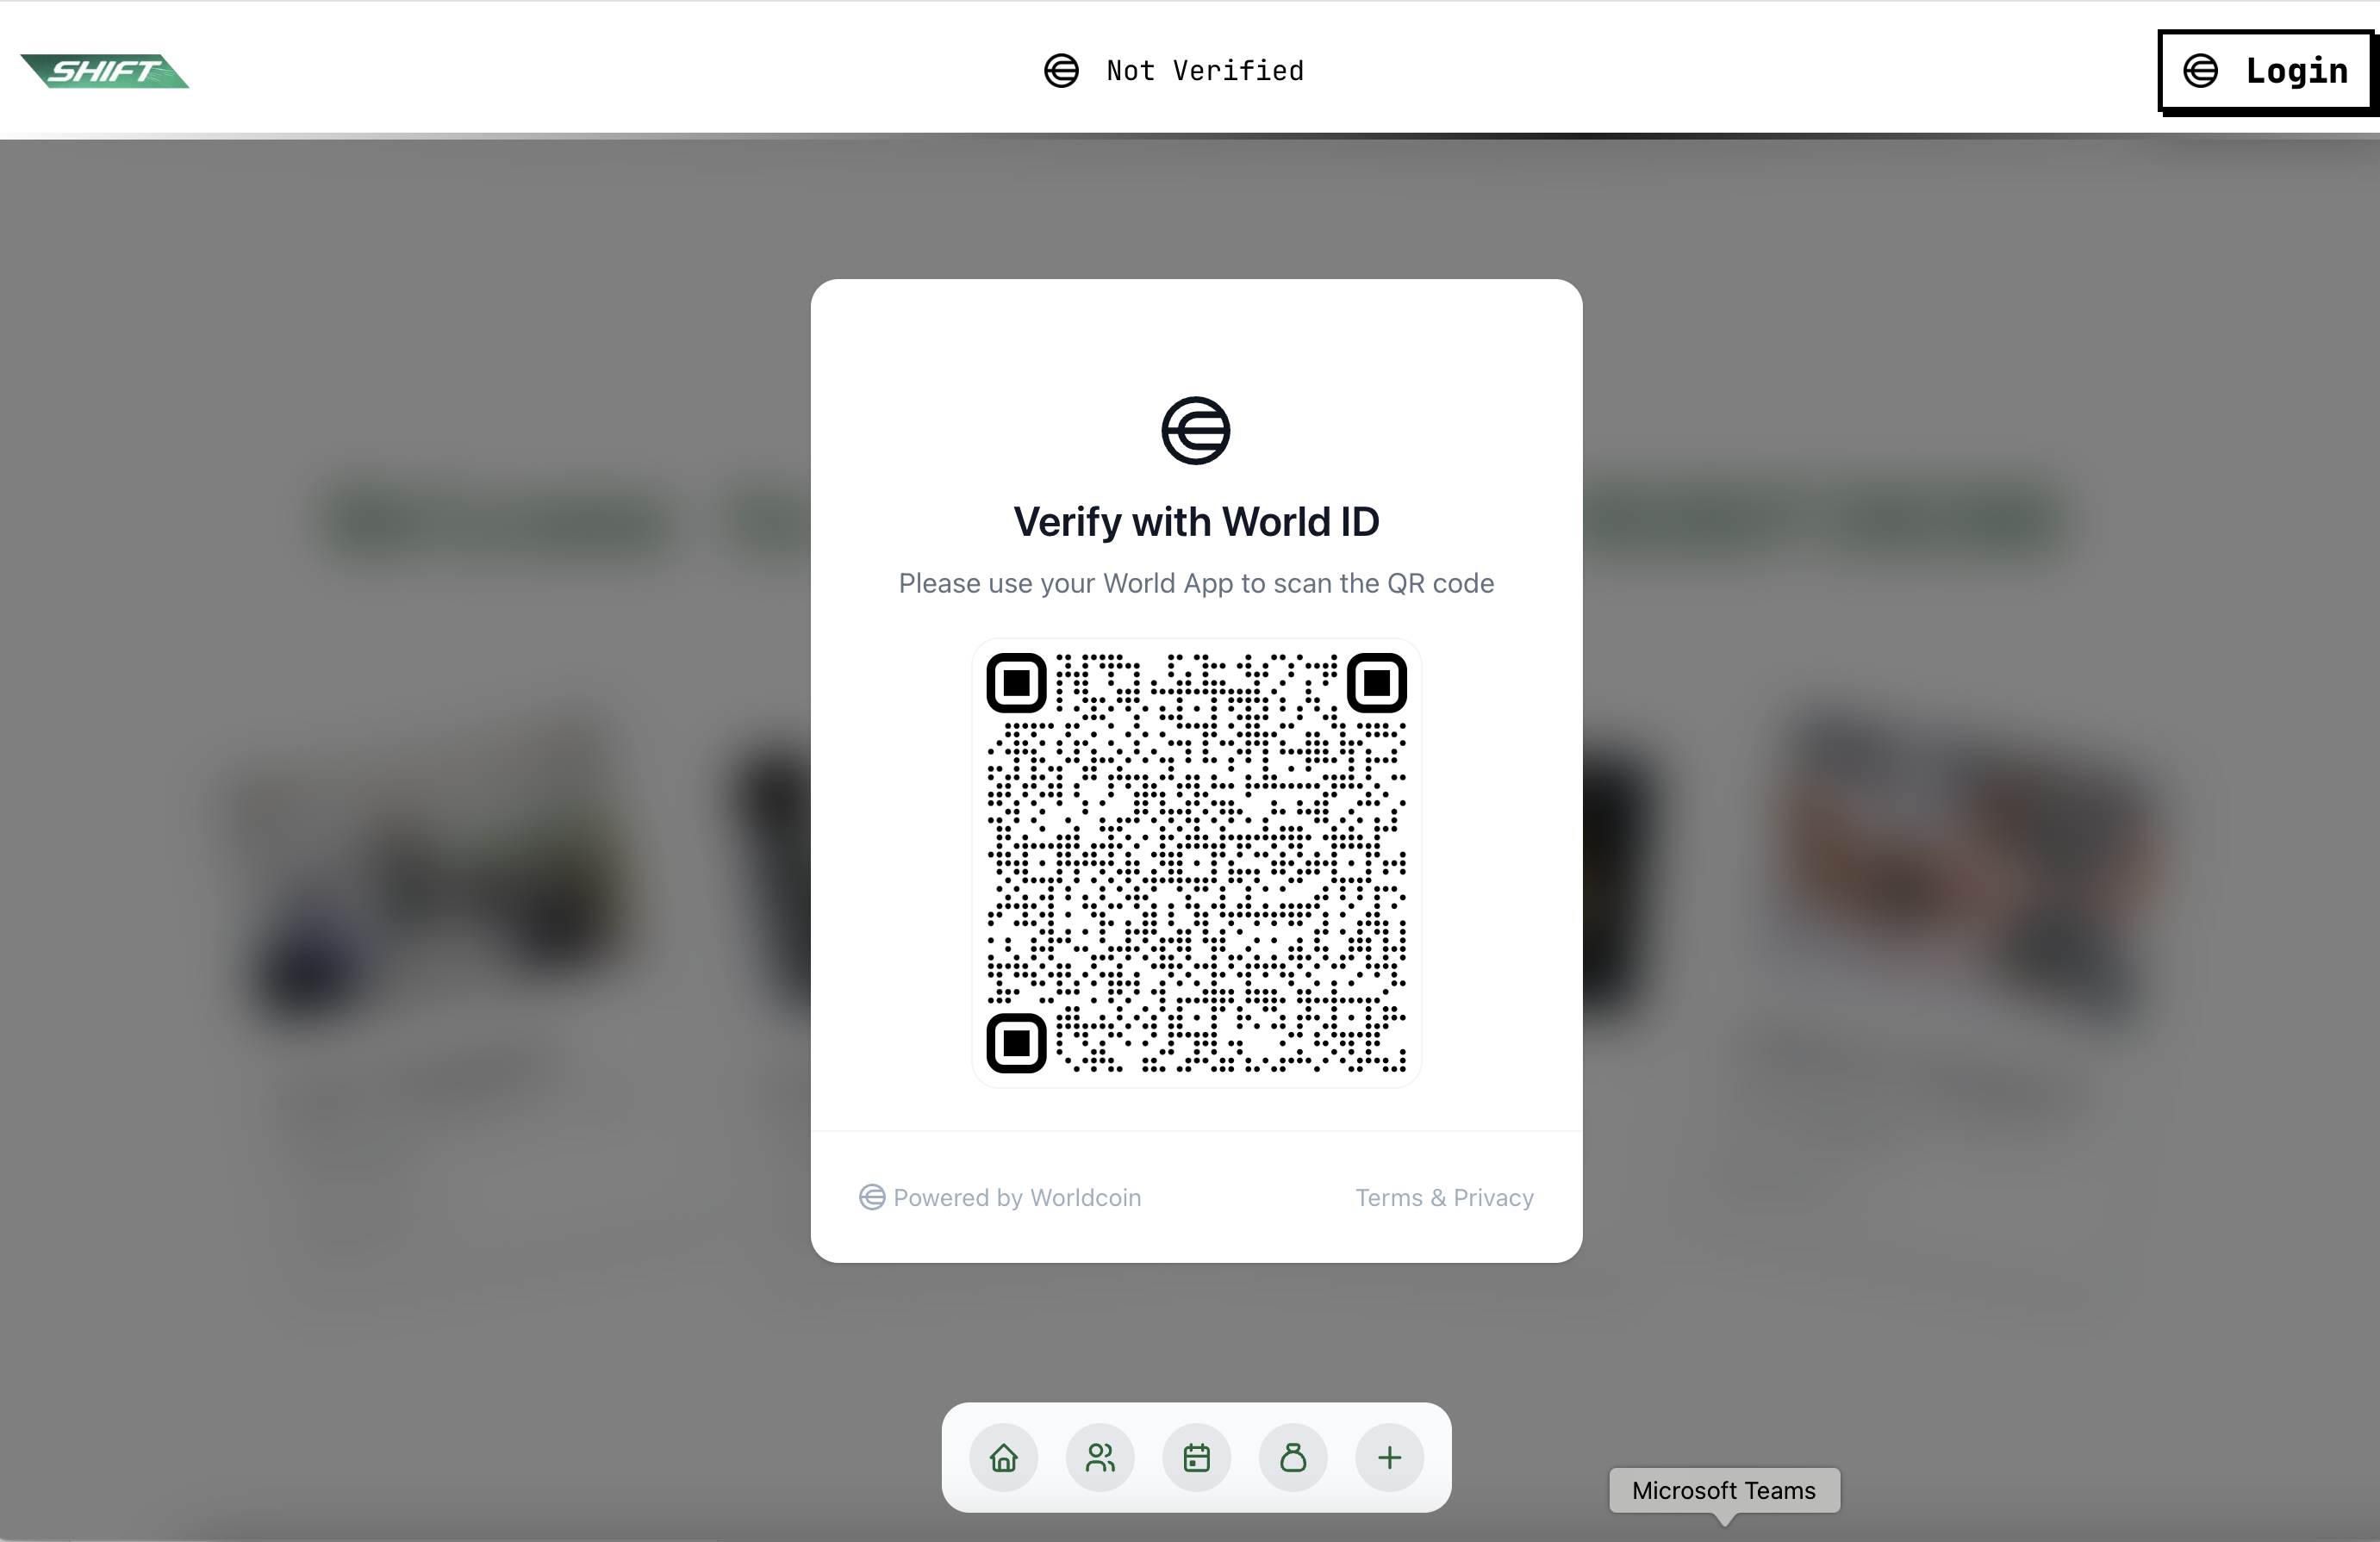 SHIFT
Not Verified
Login
Verify with World ID
Please use your World App to scan the QR code
Powered by Worldcoin
Terms & Privacy
Microsoft Teams